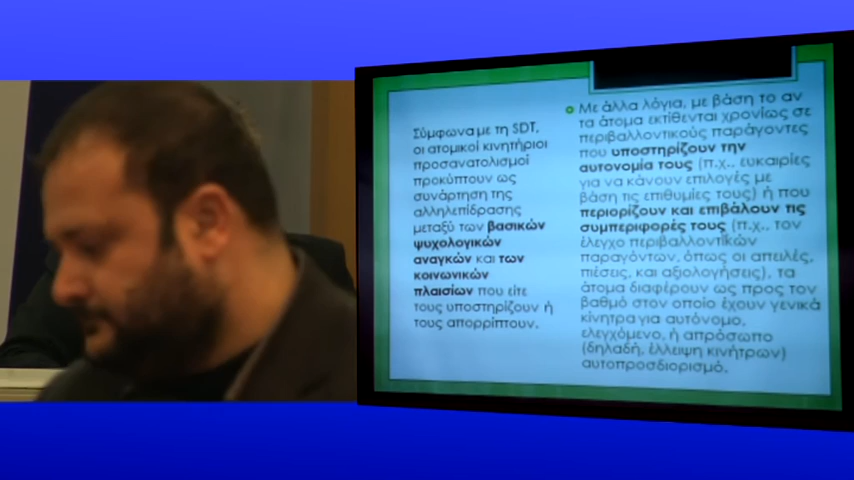 Σύμφωνα με τη SDT,
οι ατομικοί κινητήριοι
προσανατολισμοί
προκύπτουν ως
συνάρτηση της
αλληλεπίδρασης
μεταξύ των βασικών
ψυχολογικών
αναγκών και των
κοινωνικών
πλαισίων που είτε
τους υποστηρίζουν ή
τους απορρίπτουν.
Με άλλα λόγια, με βάση το αν
τα άτομα εκτίθενται χρονίως σε
περιβαλλοντικούς παράγοντες
που υποστηρίζουν την
αυτονομία τους (π.χ., ευκαιρίες
για να κάνουν επιλογές με
βάση τις επιθυμίες τους) ή που
περιορίζουν και επιβάλουν τις
συμπεριφορές τους (π.χ., τον
έλεγχο περιβαλλοντικών
παραγόντων, όπως οι απειλές,
πιέσεις, και αξιολογήσεις), τα
άτομα διαφέρουν ως προς τον
βαθμό στον οποίο έχουν γενικά
κίνητρα για αυτόνομο,
ελεγχόμενο, ή απρόσωπο
(δηλαδή, έλλειψη κινήτρων)
αυτοπροσδιορισμό.